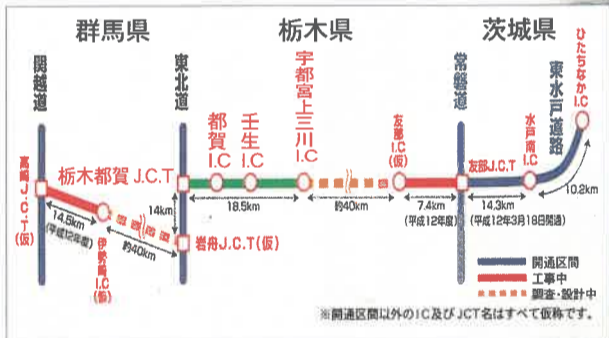 群馬県
栃木県
茨城県
関越道
東北道
常磐道
東水戸道路
ひたちなかI.C
都賀I.C
壬生I.C
宇都宮上三川I.C
友部I.C(仮)
友部J.C.T
水戸南I.C
高崎J.C.T(仮)
栃木都賀J.C.T
伊勢崎I.C(仮)
岩舟J.C.T(仮)
14.6km
(平成12年度)
約40km
14km
18.5km
約40km
7.4km
(平成12年度)
14.3km
(平成12年3月18日開通)
10.2km
開通区間
工事中
調査・設計中
※開通区間以外のIC及びJCT名はすべて仮称です。